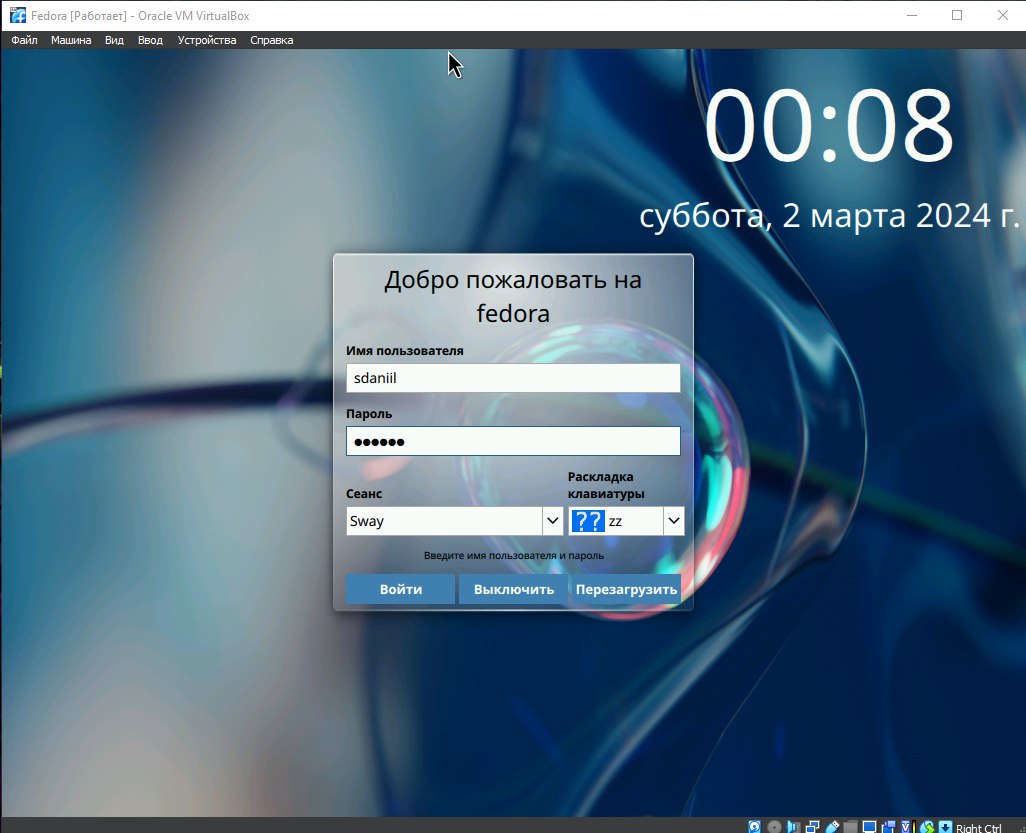 Fedora [Работает] - Oracle VM VirtualBox
Файл Машина Вид Ввод Устройства Справка
00:08
суббота, 2 марта 2024 г.
Добро пожаловать на
fedora
Имя пользователя
sdaniil
Пароль
●●●●●●
Раскладка
клавиатуры
Сеанс
Sway
?? zz
Введите имя пользователя и пароль
Войти Выключить Перезагрузить
Right Ctrl